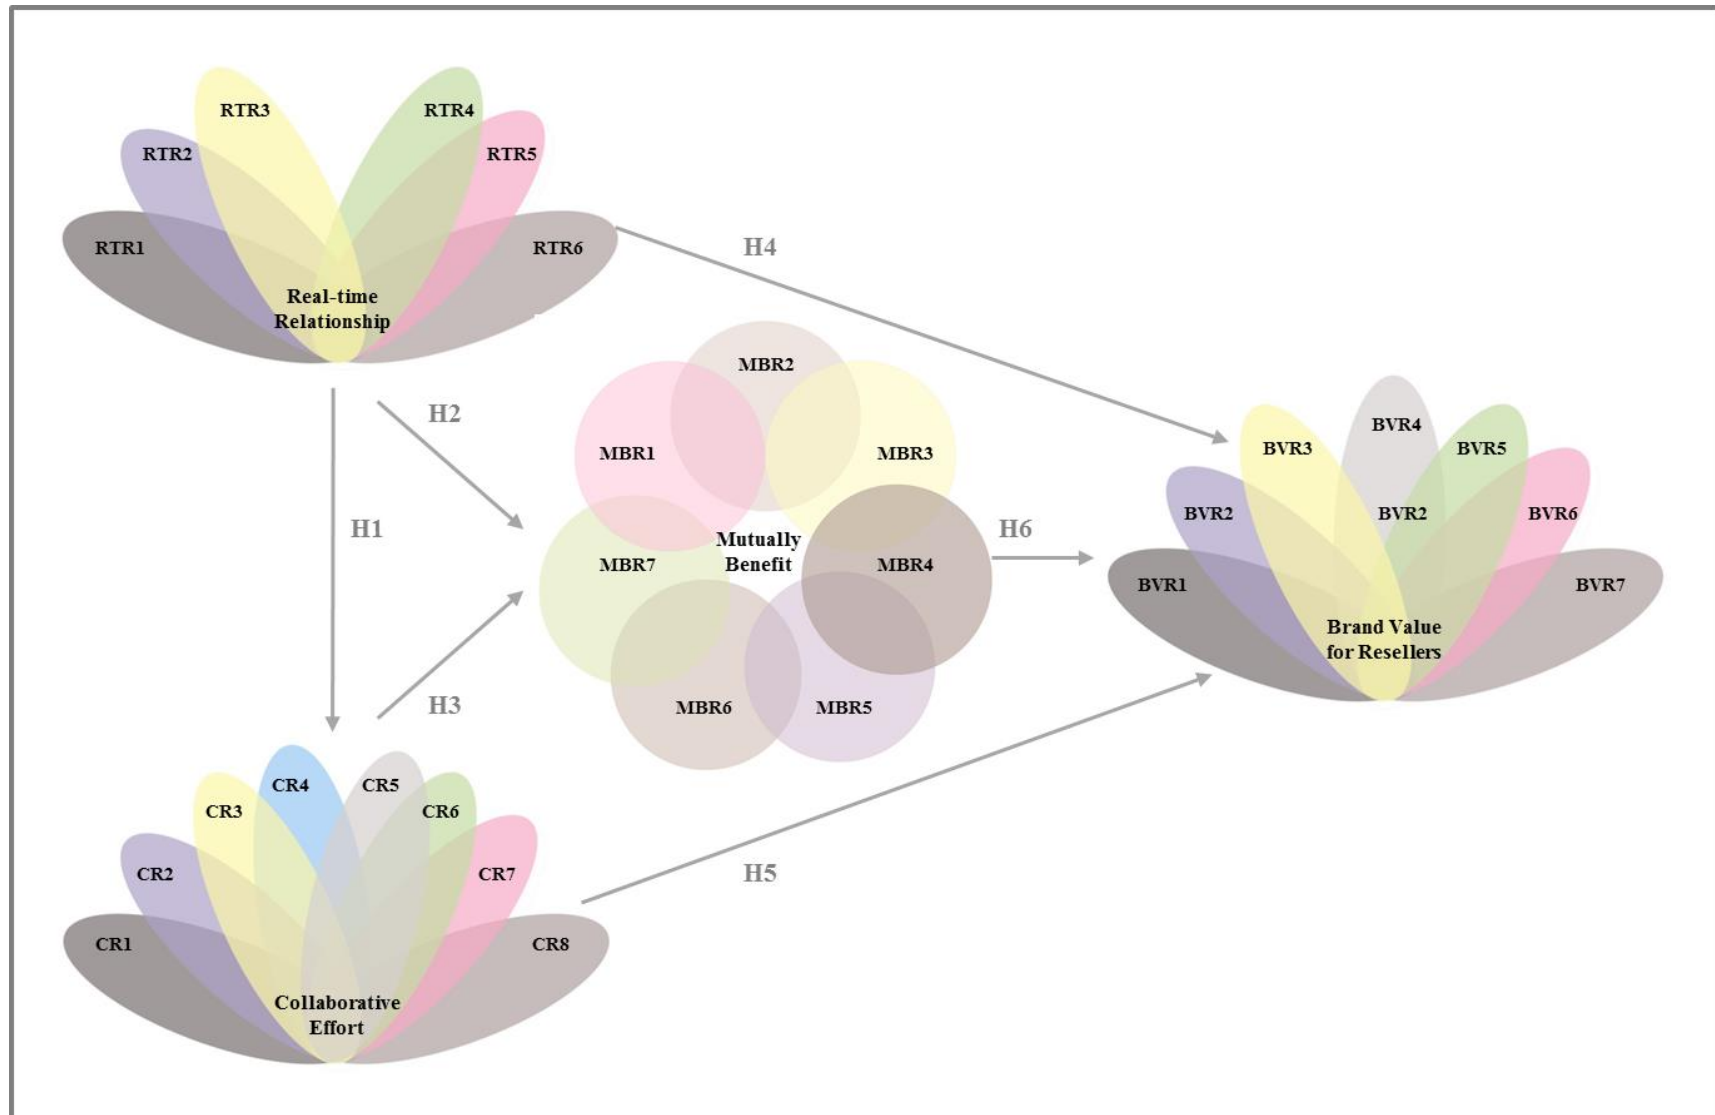 RTR3
RTR4
RTR2
RTR5
RTR1
RTR6
Real-time
Relationship
H4
H2
H1
H3
MBR2
MBR1
MBR3
Mutually
Benefit
MBR7
MBR4
MBR6
MBR5
H6
BVR4
BVR3
BVR5
BVR2
BVR2
BVR6
BVR1
BVR7
Brand Value
for Resellers
H5
CR4
CR5
CR3
CR6
CR2
CR7
CR1
CR8
Collaborative
Effort